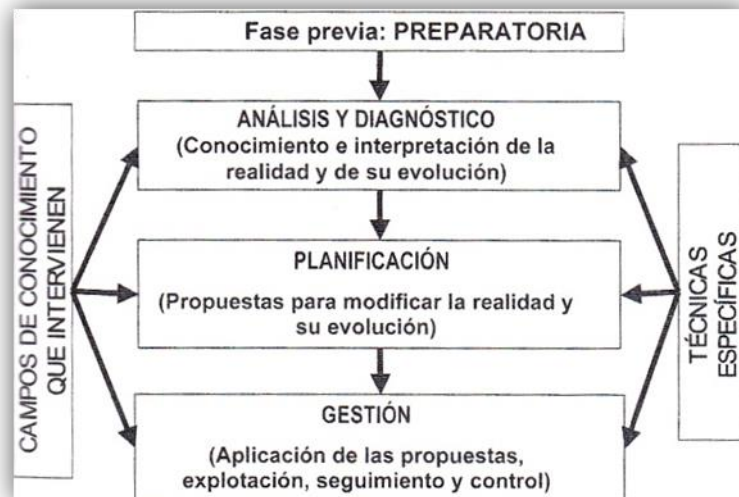 Fase previa: PREPARATORIA
ANÁLISIS Y DIAGNÓSTICO
(Conocimiento e interpretación de la
realidad y de su evolución)
PLANIFICACIÓN
(Propuestas para modificar la realidad y
su evolución)
GESTIÓN
(Aplicación de las propuestas,
explotación, seguimiento y control)
CAMPOS DE CONOCIMIENTO
QUE INTERVIENEN
TÉCNICAS
ESPECÍFICAS